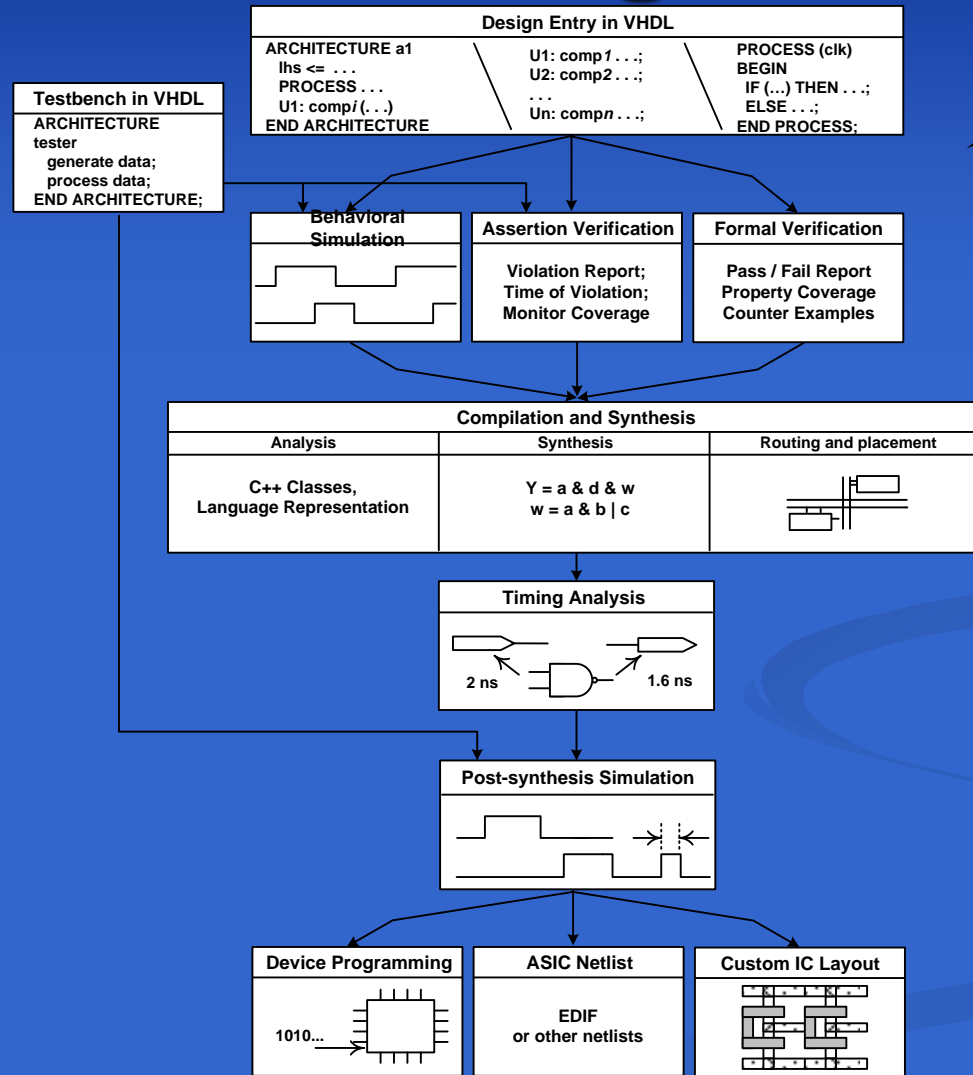 Design Entry in VHDL
ARCHITECTURE a1
lhs <= . . .
PROCESS . . .
U1: compi (. . .)
END ARCHITECTURE
U1: comp1 . . .;
U2: comp2 . . .;
. . .
Un: compn . . .;
PROCESS (clk)
BEGIN
IF (...) THEN . . .;
ELSE . . .;
END PROCESS;
Testbench in VHDL
ARCHITECTURE
tester
generate data;
process data;
END ARCHITECTURE;
Behavioral
Simulation
Assertion Verification
Violation Report;
Time of Violation;
Monitor Coverage
Formal Verification
Pass / Fail Report
Property Coverage
Counter Examples
Compilation and Synthesis
Analysis
Synthesis
Routing and placement
C++ Classes,
Language Representation
Y = a & d & w
w = a & b | c
Timing Analysis
2 ns
1.6 ns
Post-synthesis Simulation
Device Programming
1010...
ASIC Netlist
EDIF
or other netlists
Custom IC Layout